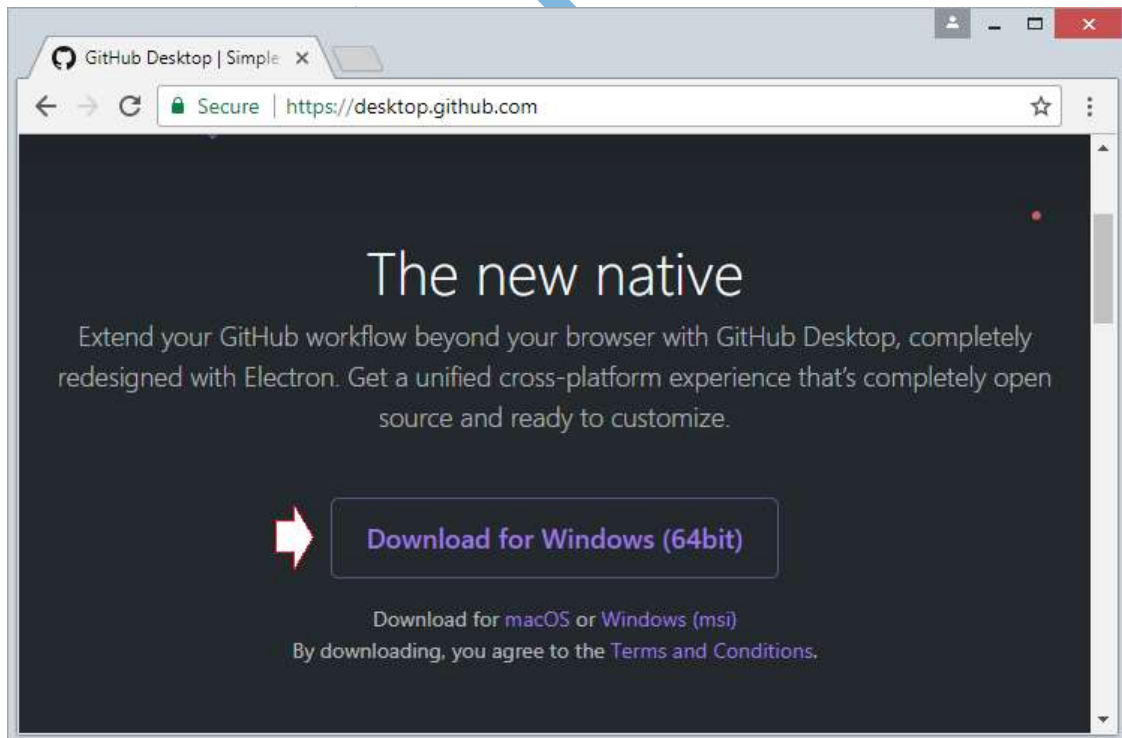 GitHub Desktop | Simple
Secure | https://desktop.github.com
The new native
Extend your GitHub workflow beyond your browser with GitHub Desktop, completely
redesigned with Electron. Get a unified cross-platform experience that's completely open
source and ready to customize.
Download for Windows (64bit)
Download for macOS or Windows (msi)
By downloading, you agree to the Terms and Conditions.